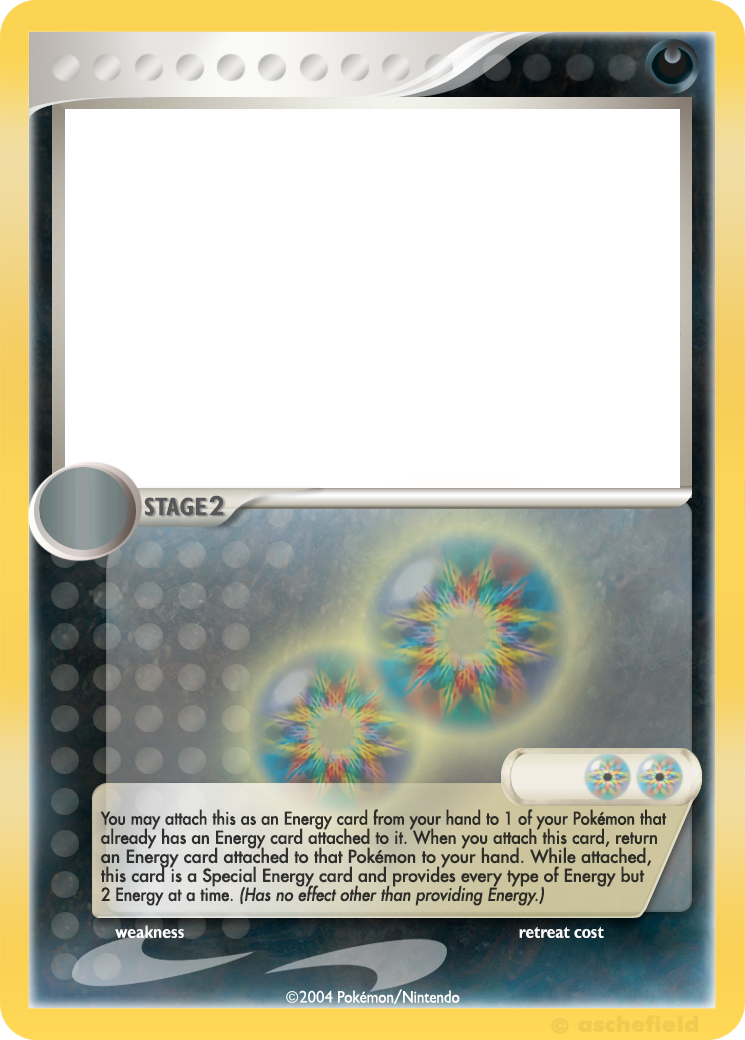 STAGE2
You may attach this as an Energy card from your hand to 1 of your Pokémon that
already has an Energy card attached to it. When you attach this card, return
an Energy card attached to that Pokémon to your hand. While attached,
this card is a Special Energy card and provides every type of Energy but
2 Energy at a time. (Has no effect other than providing Energy.)
weakness retreat cost
©2004 Pokémon/Nintendo
© aschefield